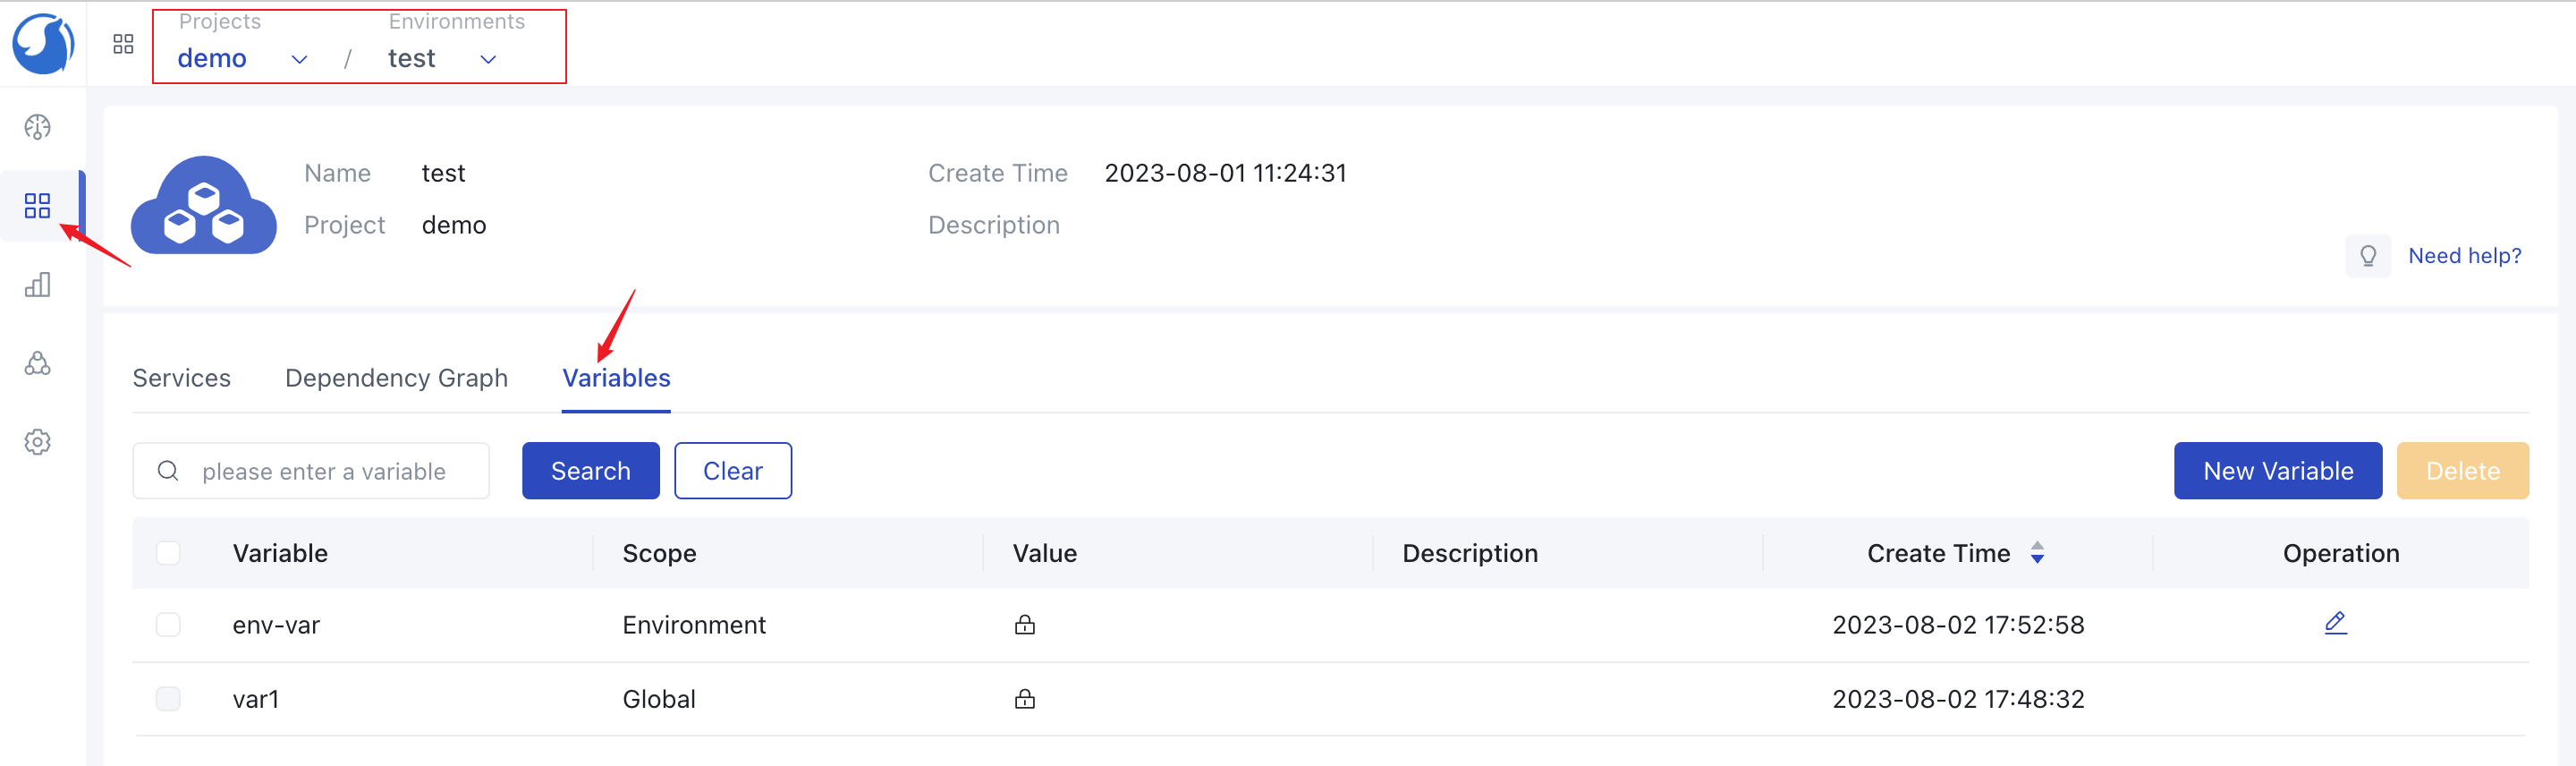 Projects Environments
demo / test
Name test Create Time 2023-08-01 11:24:31
Project demo Description
Need help?
Services Dependency Graph Variables
please enter a variable Search Clear New Variable Delete
Variable Scope Value Description Create Time Operation
env-var Environment 2023-08-02 17:52:58
var1 Global 2023-08-02 17:48:32